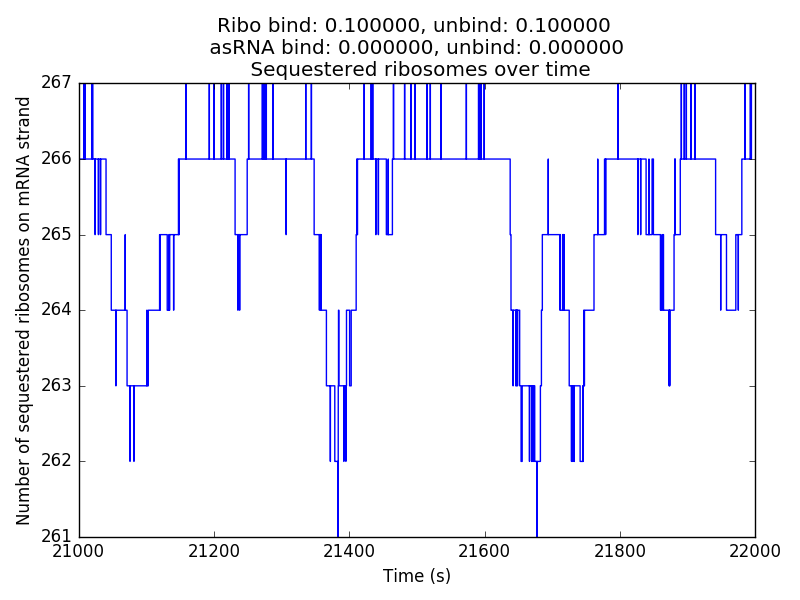 Ribo bind: 0.100000, unbind: 0.100000
asRNA bind: 0.000000, unbind: 0.000000
Sequestered ribosomes over time
Number of sequestered ribosomes on mRNA strand
267
266
265
264
263
262
261
21000 21200 21400 21600 21800 22000
Time (s)